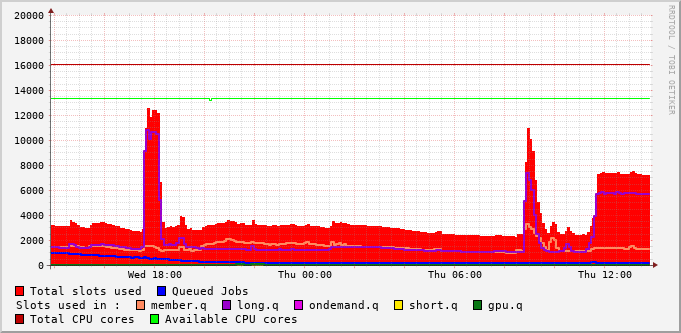 20000
18000
16000
14000
12000
10000
8000
6000
4000
2000
0
Wed 18:00 Thu 00:00 Thu 06:00 Thu 12:00
RRDTOOL / TOBI OETIKER
Total slots used Queued Jobs
Slots used in : member.q long.q ondemand.q short.q gpu.q
Total CPU cores Available CPU cores